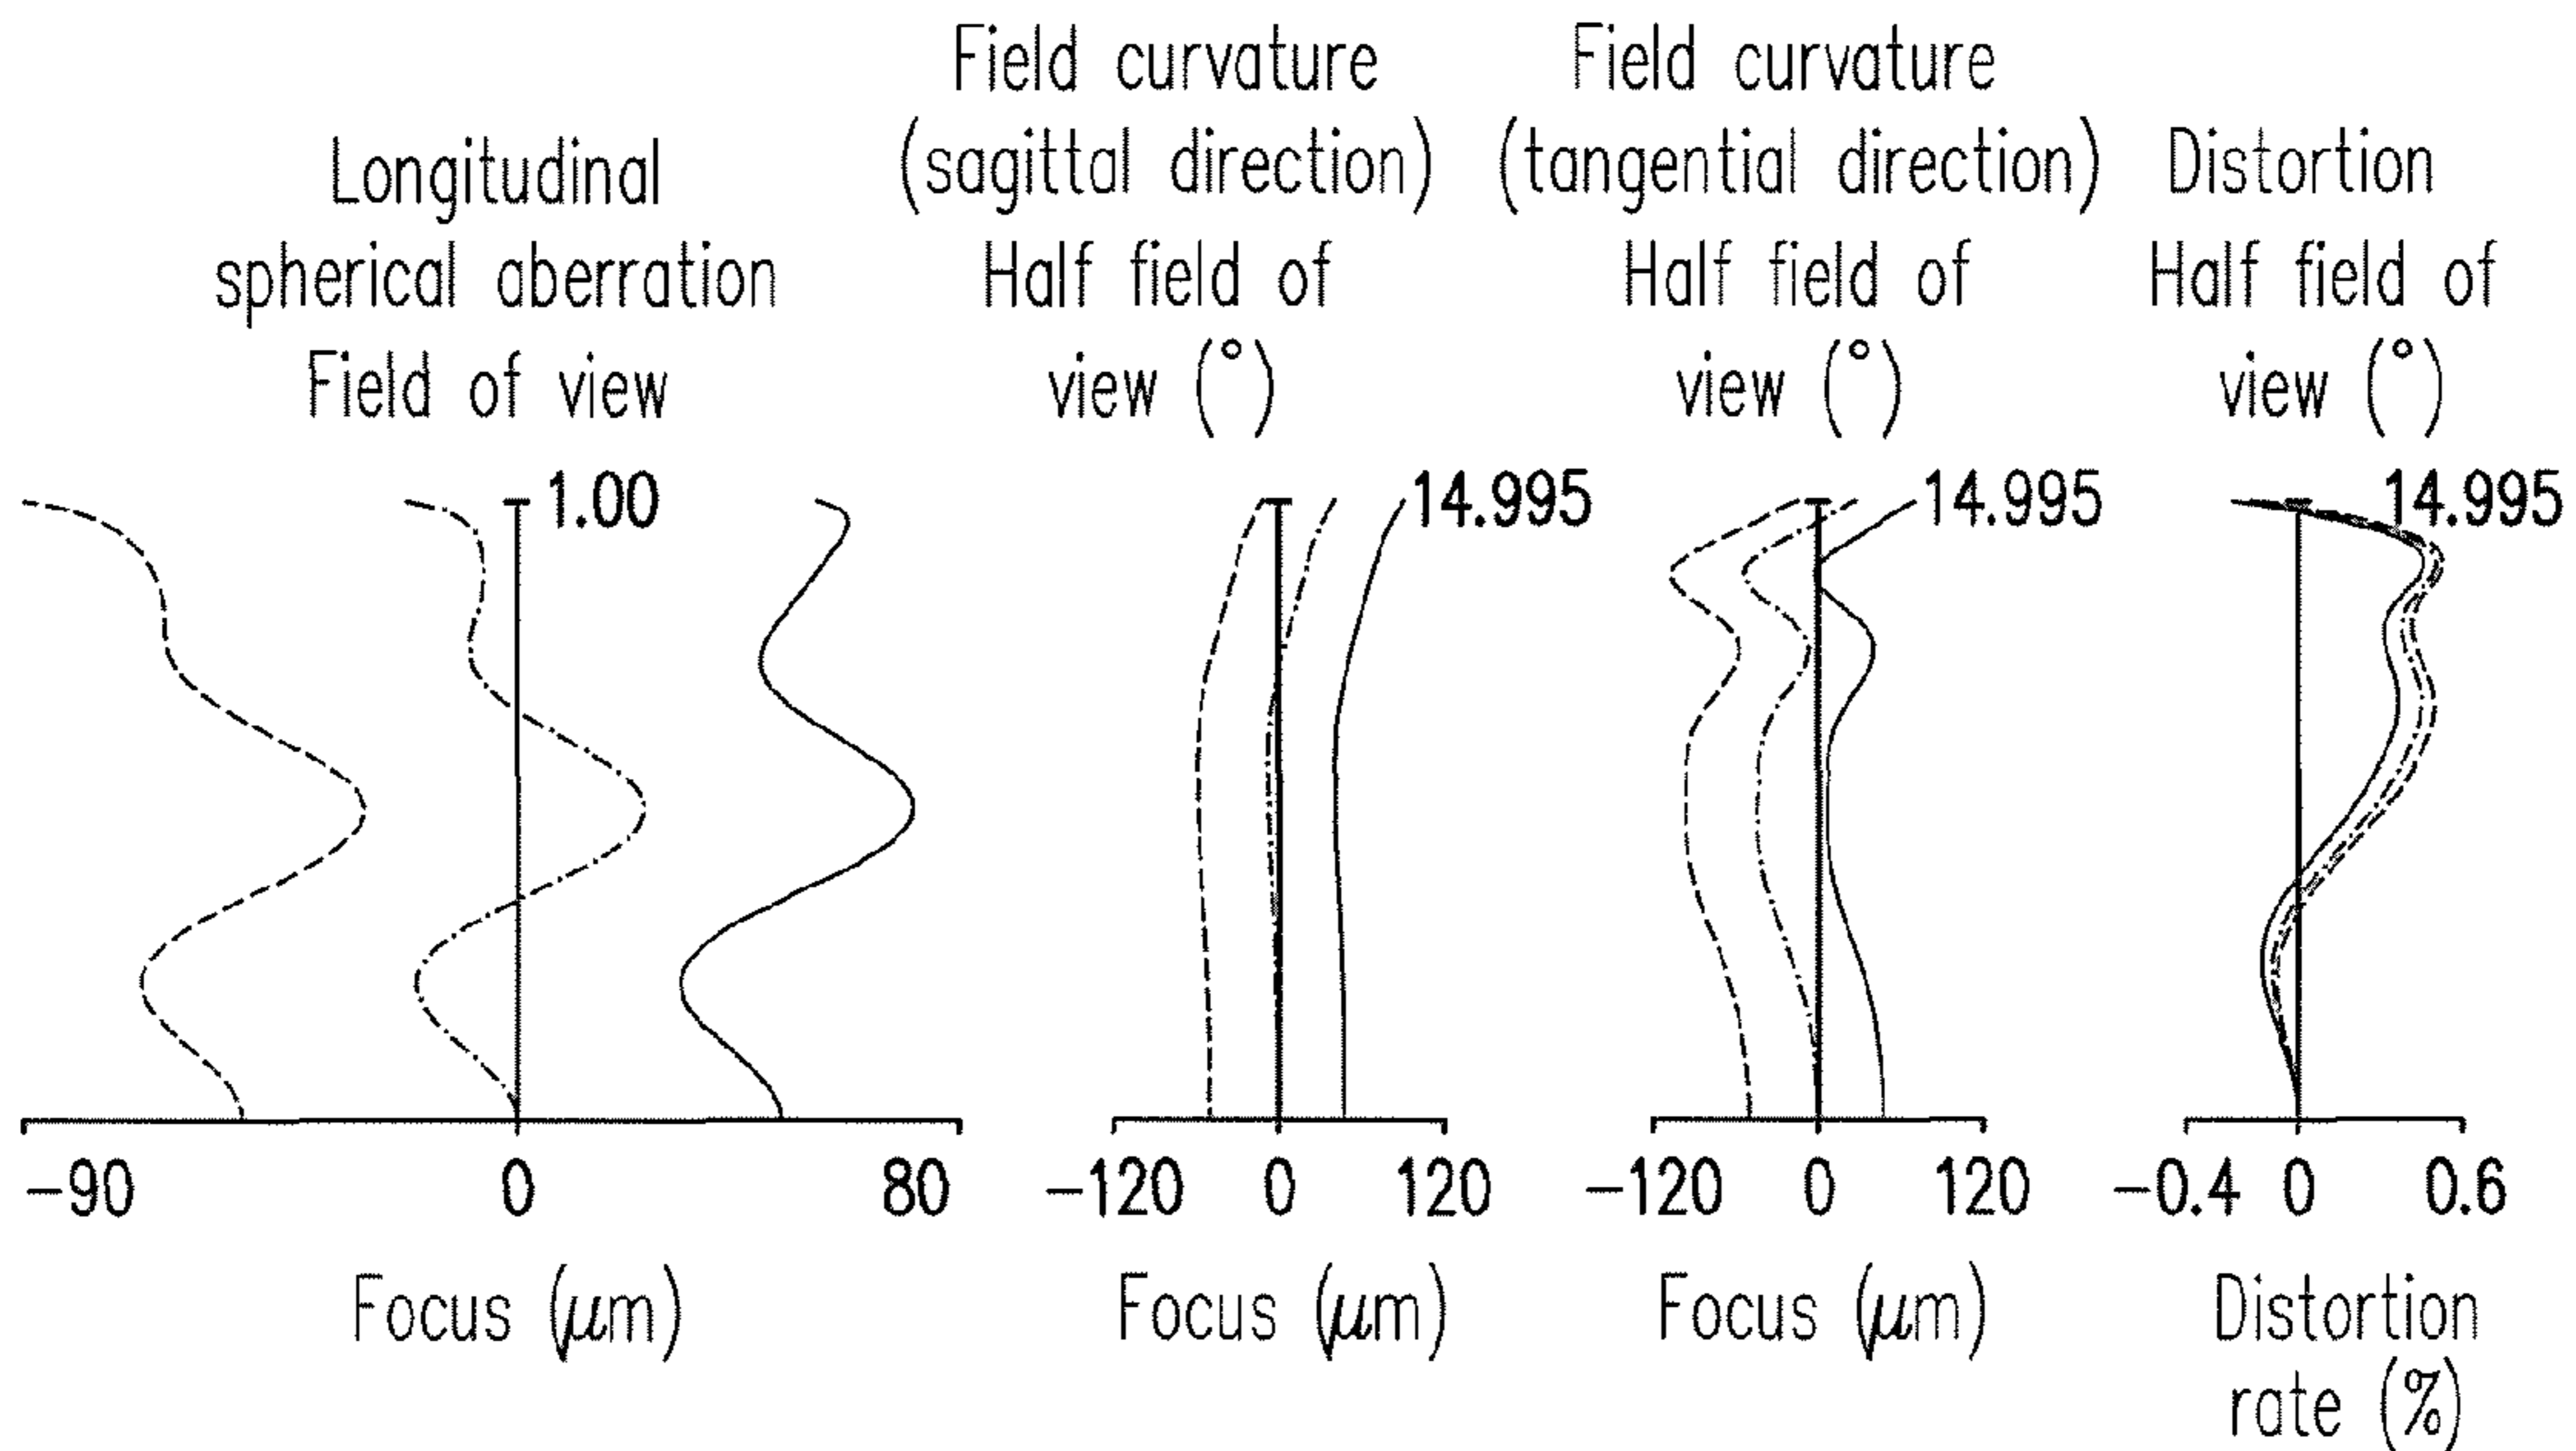 Longitudinal
spherical aberration
Field of view
1.00
-90 0 80
Focus (μm)
Field curvature
(sagittal direction)
Half field of
view (°)
14.995
-120 0 120
Focus (μm)
Field curvature
(tangential direction)
Half field of
view (°)
14.995
-120 0 120
Focus (μm)
Distortion
Half field of
view (°)
14.995
-0.4 0 0.6
Distortion
rate (%)